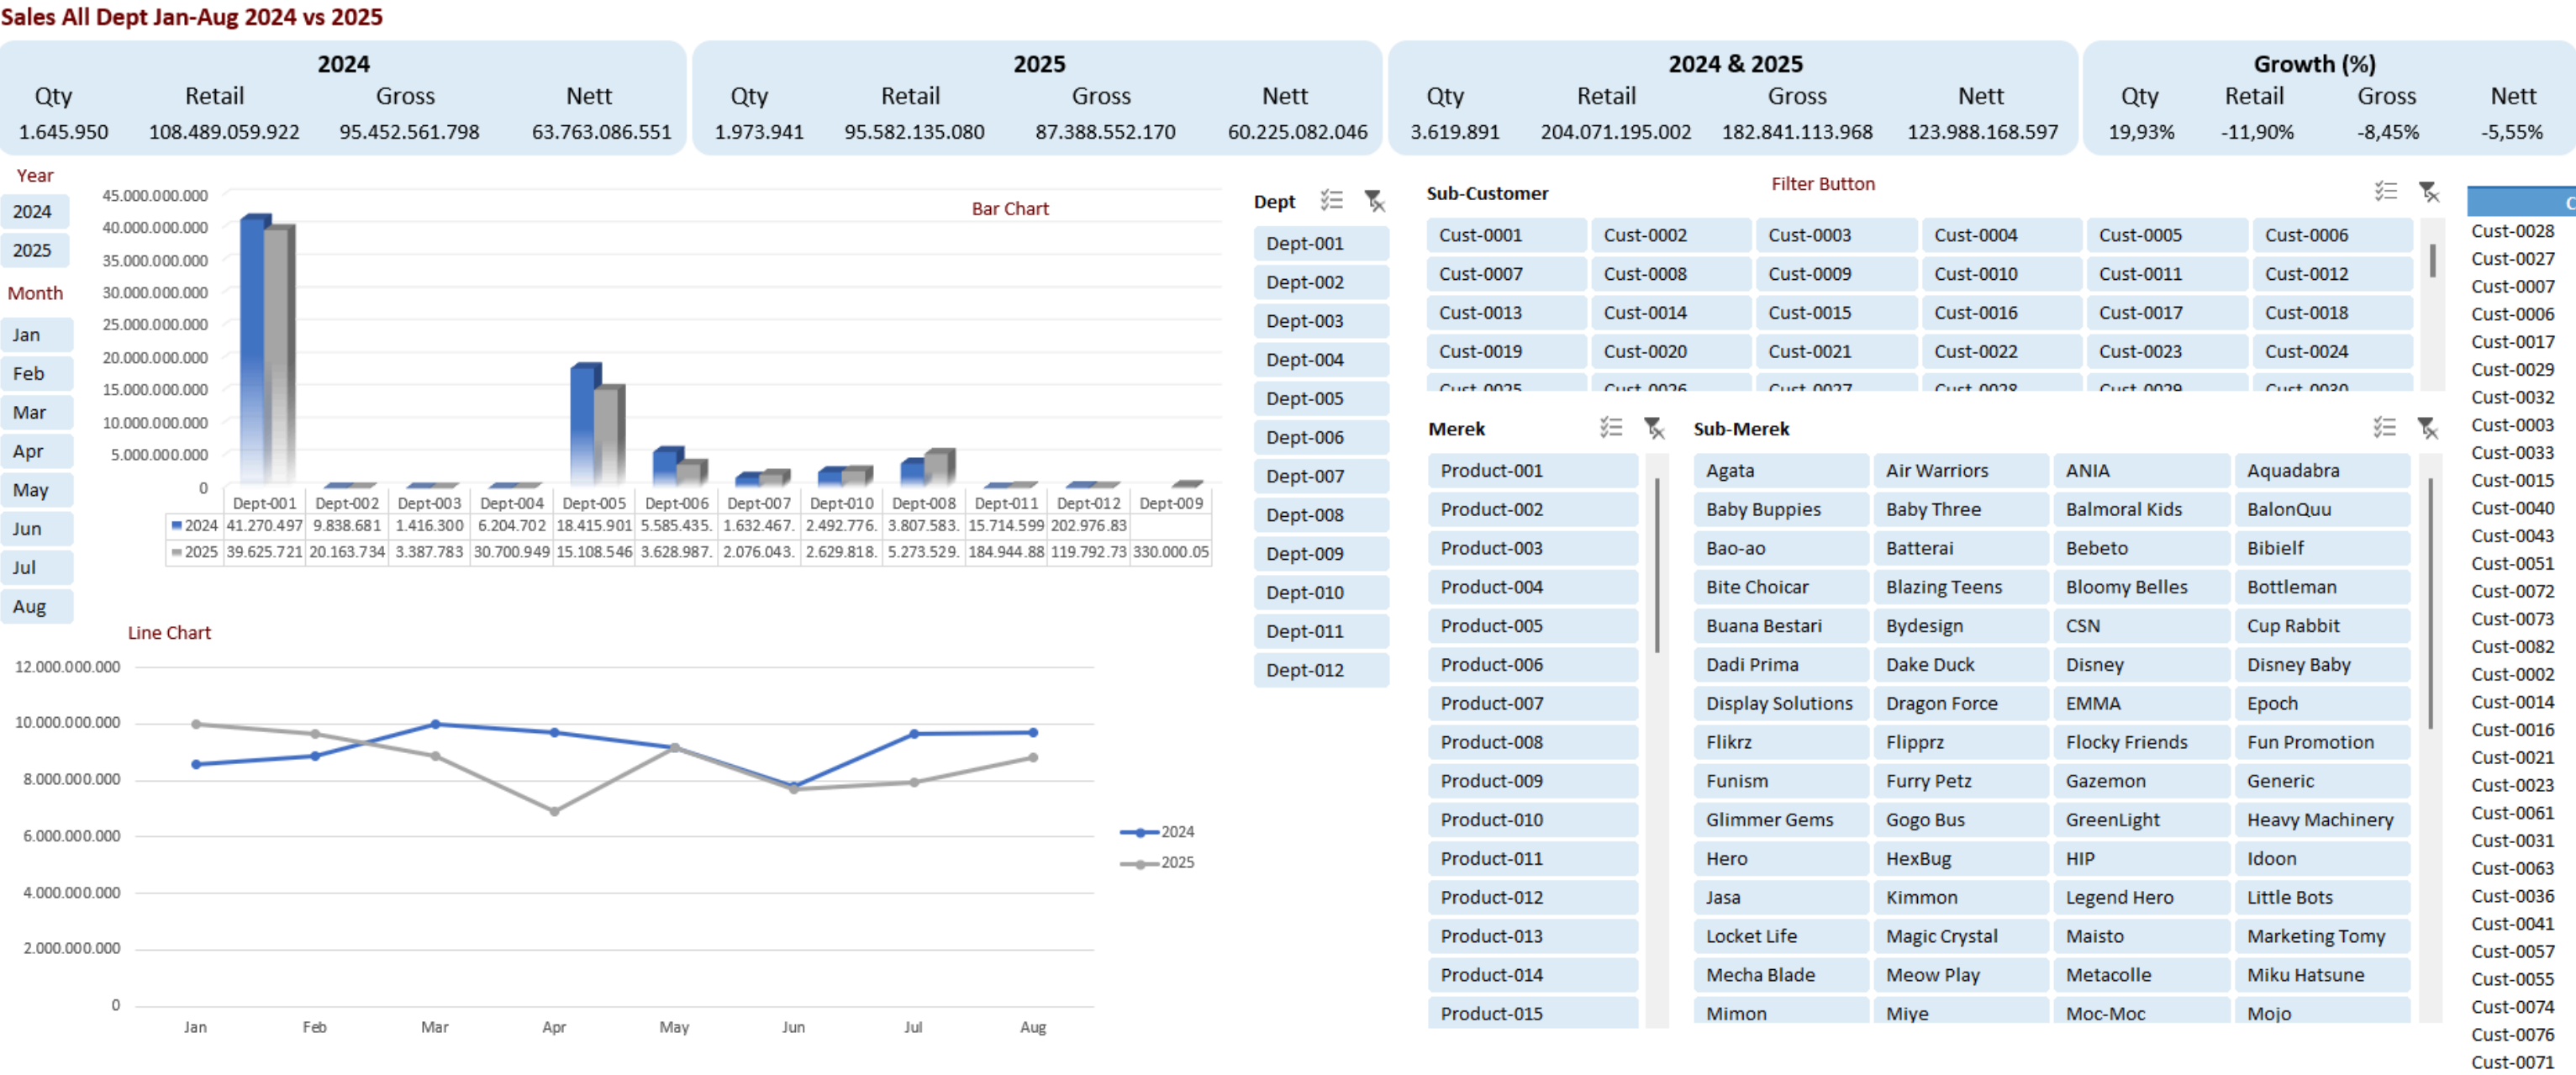 Sales All Dept Jan-Aug 2024 vs 2025
2024
Qty Retail Gross Nett
1.645.950 108.489.059.922 95.452.561.798 63.763.086.551
2025
Qty Retail Gross Nett
1.973.941 95.582.135.080 87.388.552.170 60.225.082.046
2024 & 2025
Qty Retail Gross Nett
3.619.891 204.071.195.002 182.841.113.968 123.988.168.597
Growth (%)
Qty Retail Gross Nett
19,93% -11,90% -8,45% -5,55%
Year
2024
2025
Month
Jan
Feb
Mar
Apr
May
Jun
Jul
Aug
Bar Chart
45.000.000.000
40.000.000.000
35.000.000.000
30.000.000.000
25.000.000.000
20.000.000.000
15.000.000.000
10.000.000.000
5.000.000.000
0
Dept-001 Dept-002 Dept-003 Dept-004 Dept-005 Dept-006 Dept-007 Dept-010 Dept-008 Dept-011 Dept-012 Dept-009
2024 41.270.497 9.838.681 1.416.300 6.204.702 18.415.901 5.585.435. 1.632.467. 2.492.776. 3.807.583. 15.714.599 202.976.83
2025 39.625.721 20.163.734 3.387.783 30.700.949 15.108.546 3.628.987. 2.076.043. 2.629.818. 5.273.529. 184.944.88 119.792.73 330.000.05
Line Chart
12.000.000.000
10.000.000.000
8.000.000.000
6.000.000.000
4.000.000.000
2.000.000.000
0
Jan Feb Mar Apr May Jun Jul Aug
2024
2025
Dept
Dept-001
Dept-002
Dept-003
Dept-004
Dept-005
Dept-006
Dept-007
Dept-008
Dept-009
Dept-010
Dept-011
Dept-012
Filter Button
Sub-Customer
Cust-0001 Cust-0002 Cust-0003 Cust-0004 Cust-0005 Cust-0006
Cust-0007 Cust-0008 Cust-0009 Cust-0010 Cust-0011 Cust-0012
Cust-0013 Cust-0014 Cust-0015 Cust-0016 Cust-0017 Cust-0018
Cust-0019 Cust-0020 Cust-0021 Cust-0022 Cust-0023 Cust-0024
Cust-0025 Cust-0026 Cust-0027 Cust-0028 Cust-0029 Cust-0030
Merek
Product-001
Product-002
Product-003
Product-004
Product-005
Product-006
Product-007
Product-008
Product-009
Product-010
Product-011
Product-012
Product-013
Product-014
Product-015
Sub-Merek
Agata Air Warriors ANIA Aquadabra
Baby Buppies Baby Three Balmoral Kids BalonQuu
Bao-ao Batterai Bebeto Bibielf
Bite Choicar Blazing Teens Bloomy Belles Bottleman
Buana Bestari Bydesign CSN Cup Rabbit
Dadi Prima Dake Duck Disney Disney Baby
Display Solutions Dragon Force EMMA Epoch
Flikrz Flipprz Flocky Friends Fun Promotion
Funism Furry Petz Gazemon Generic
Glimmer Gems Gogo Bus GreenLight Heavy Machinery
Hero HexBug HIP Idoon
Jasa Kimmon Legend Hero Little Bots
Locket Life Magic Crystal Maisto Marketing Tomy
Mecha Blade Meow Play Metacolle Miku Hatsune
Mimon Miye Moc-Moc Mojo
C
Cust-0028
Cust-0027
Cust-0007
Cust-0006
Cust-0017
Cust-0029
Cust-0032
Cust-0003
Cust-0033
Cust-0015
Cust-0040
Cust-0043
Cust-0051
Cust-0072
Cust-0073
Cust-0082
Cust-0002
Cust-0014
Cust-0016
Cust-0021
Cust-0023
Cust-0061
Cust-0031
Cust-0063
Cust-0036
Cust-0041
Cust-0057
Cust-0055
Cust-0074
Cust-0076
Cust-0071